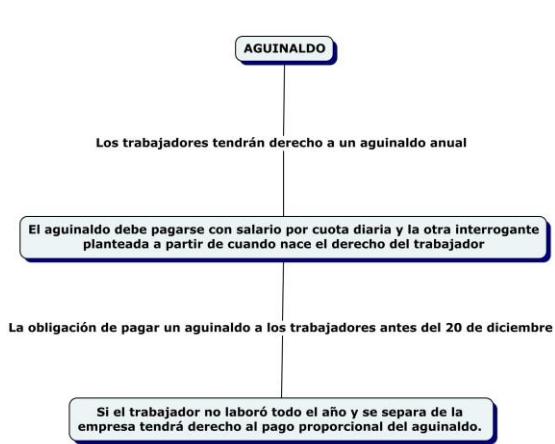 AGUINALDO
Los trabajadores tendrán derecho a un aguinaldo anual
El aguinaldo debe pagarse con salario por cuota diaria y la otra interrogante
planteada a partir de cuando nace el derecho del trabajador
La obligación de pagar un aguinaldo a los trabajadores antes del 20 de diciembre
Si el trabajador no laboró todo el año y se separa de la
empresa tendrá derecho al pago proporcional del aguinaldo.